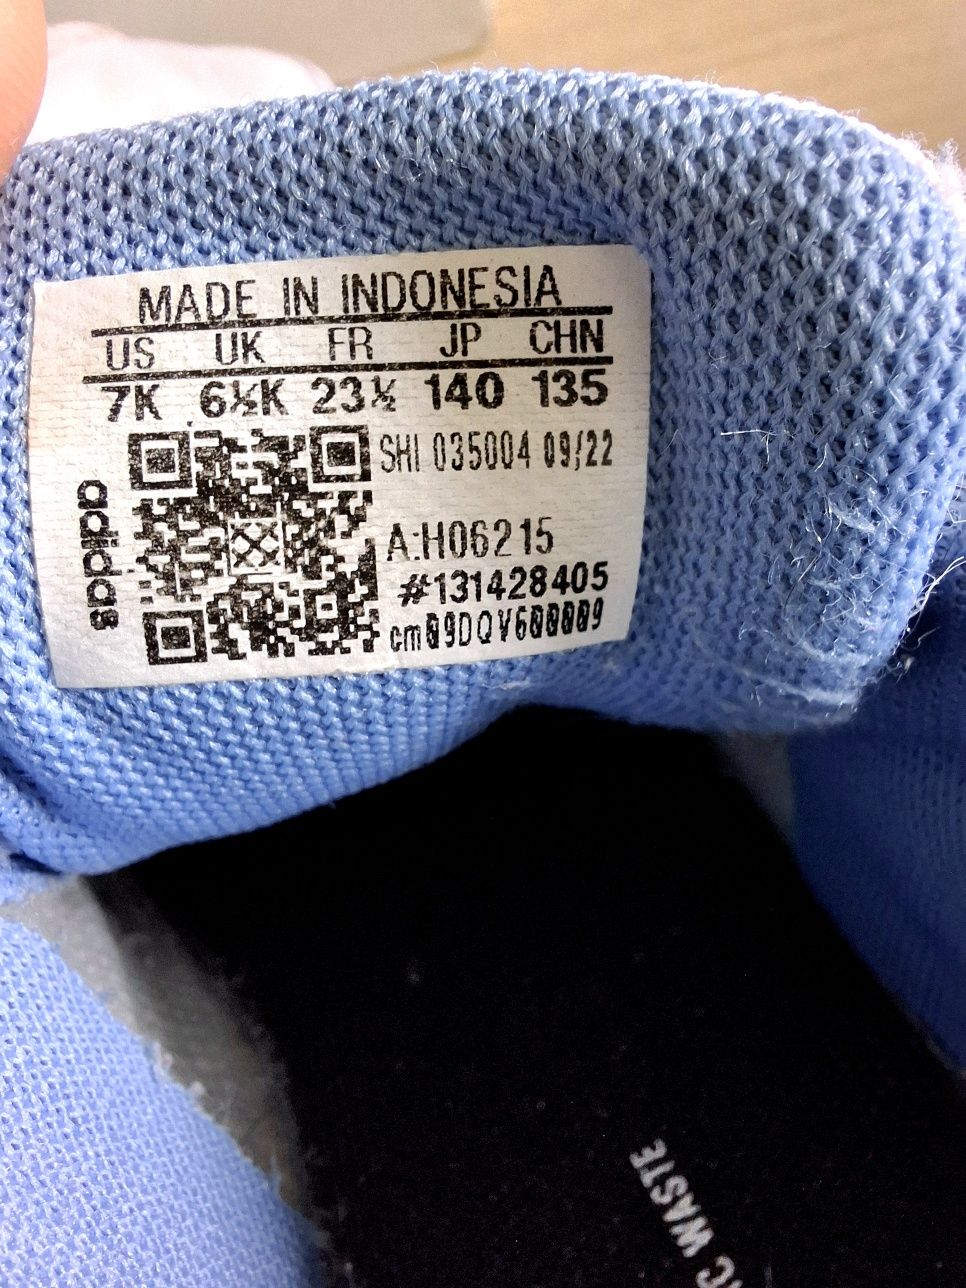 MADE IN INDONESIA
US UK FR JP CHN
7K 6½K 23½ 140 135
SHI 035004 09/22
adidas
A:H06215
#131428405
WASTE